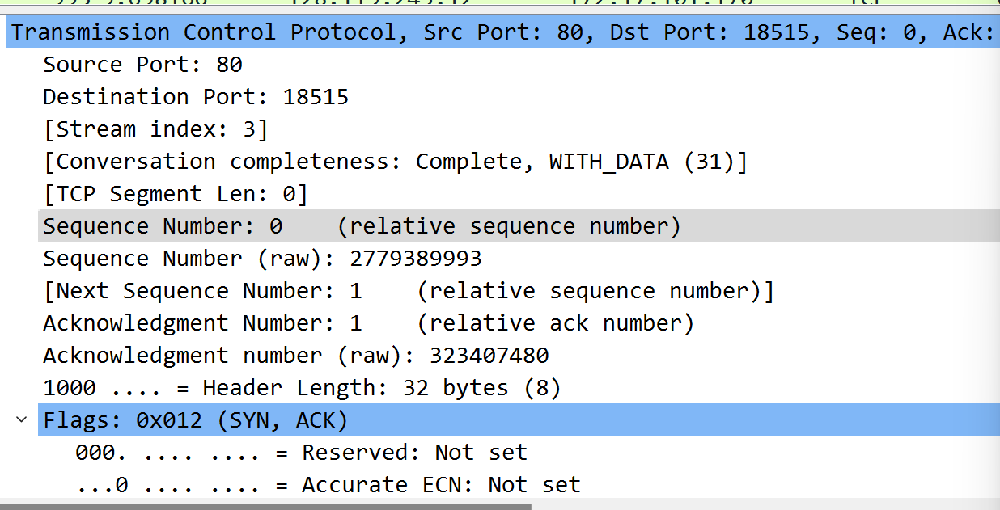 Transmission Control Protocol, Src Port: 80, Dst Port: 18515, Seq: 0, Ack:
Source Port: 80
Destination Port: 18515
[Stream index: 3]
[Conversation completeness: Complete, WITH_DATA (31)]
[TCP Segment Len: 0]
Sequence Number: 0    (relative sequence number)
Sequence Number (raw): 2779389993
[Next Sequence Number: 1    (relative sequence number)]
Acknowledgment Number: 1    (relative ack number)
Acknowledgment number (raw): 323407480
1000 .... = Header Length: 32 bytes (8)
Flags: 0x012 (SYN, ACK)
000. .... .... = Reserved: Not set
...0 .... .... = Accurate ECN: Not set